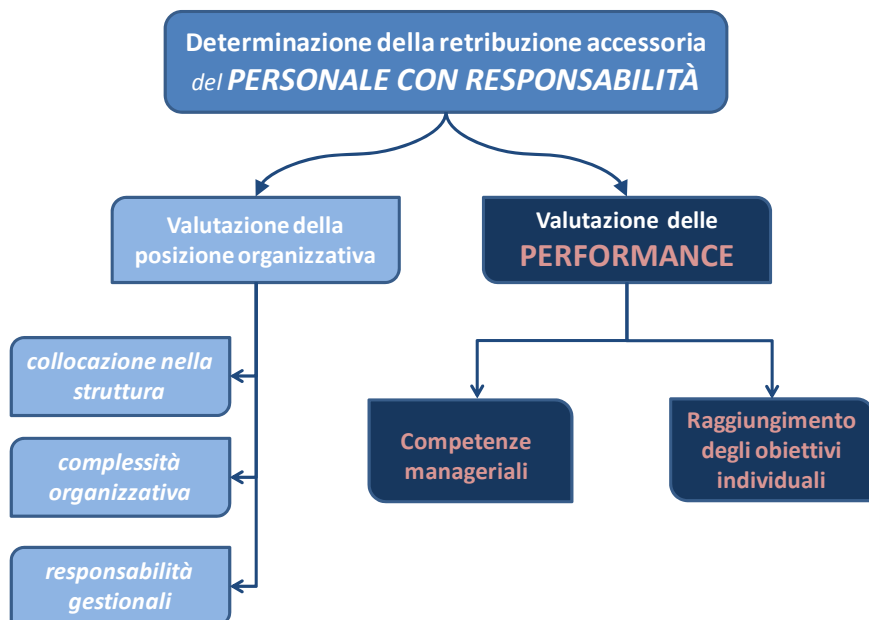 Determinazione della retribuzione accessoria
del PERSONALE CON RESPONSABILITÀ
Valutazione della
posizione organizzativa
Valutazione delle
PERFORMANCE
collocazione nella
struttura
complessità
organizzativa
responsabilità
gestionali
Competenze
manageriali
Raggiungimento
degli obiettivi
individuali